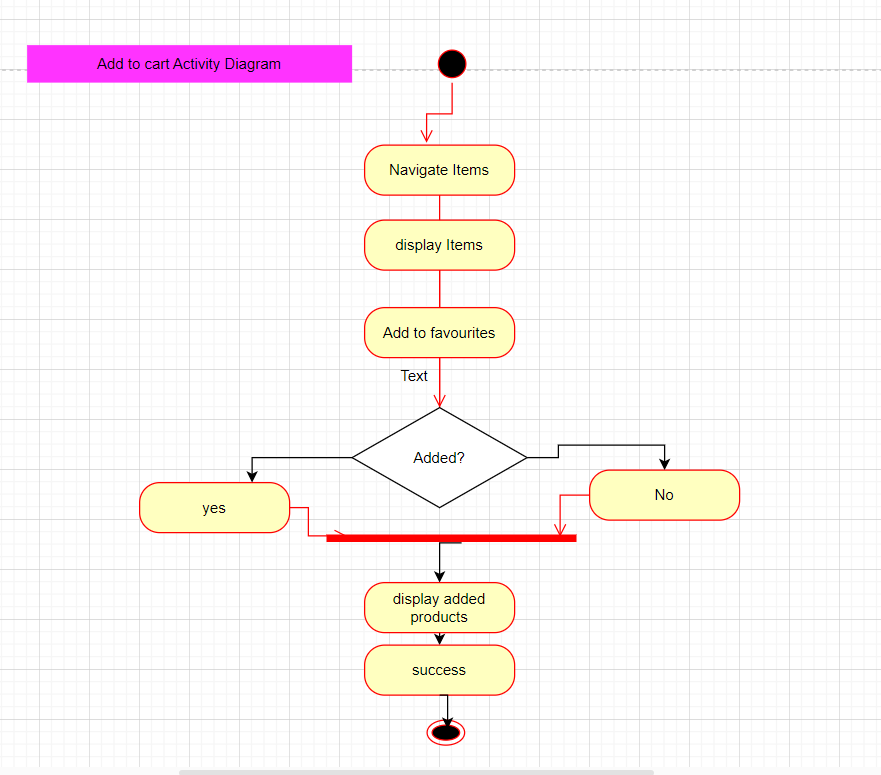 Add to cart Activity Diagram
Navigate Items
display Items
Add to favourites
Text
Added?
yes
No
display added
products
success